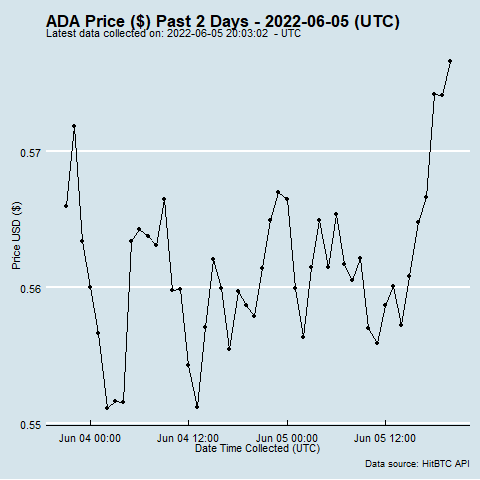 ADA Price ($) Past 2 Days - 2022-06-05 (UTC)
Latest data collected on: 2022-06-05 20:03:02 - UTC
0.57
0.56
0.55
Price USD ($)
Jun 04 00:00 Jun 04 12:00 Jun 05 00:00 Jun 05 12:00
Date Time Collected (UTC)
Data source: HitBTC API